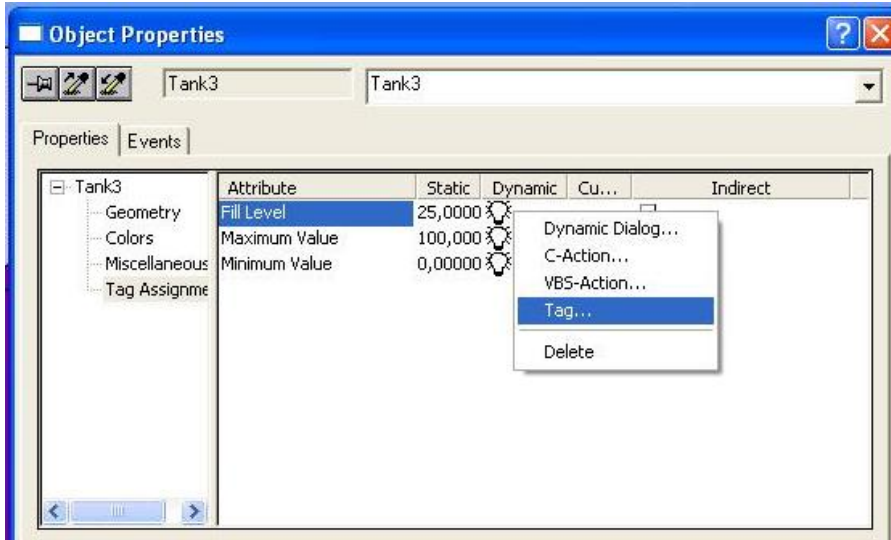 Object Properties
Tank3 Tank3
Properties Events
Tank3
Geometry
Colors
Miscellaneous
Tag Assignme
Attribute Static Dynamic Cu... Indirect
Fill Level 25,0000
Maximum Value 100,000
Minimum Value 0,00000
Dynamic Dialog...
C-Action...
VBS-Action...
Tag...
Delete